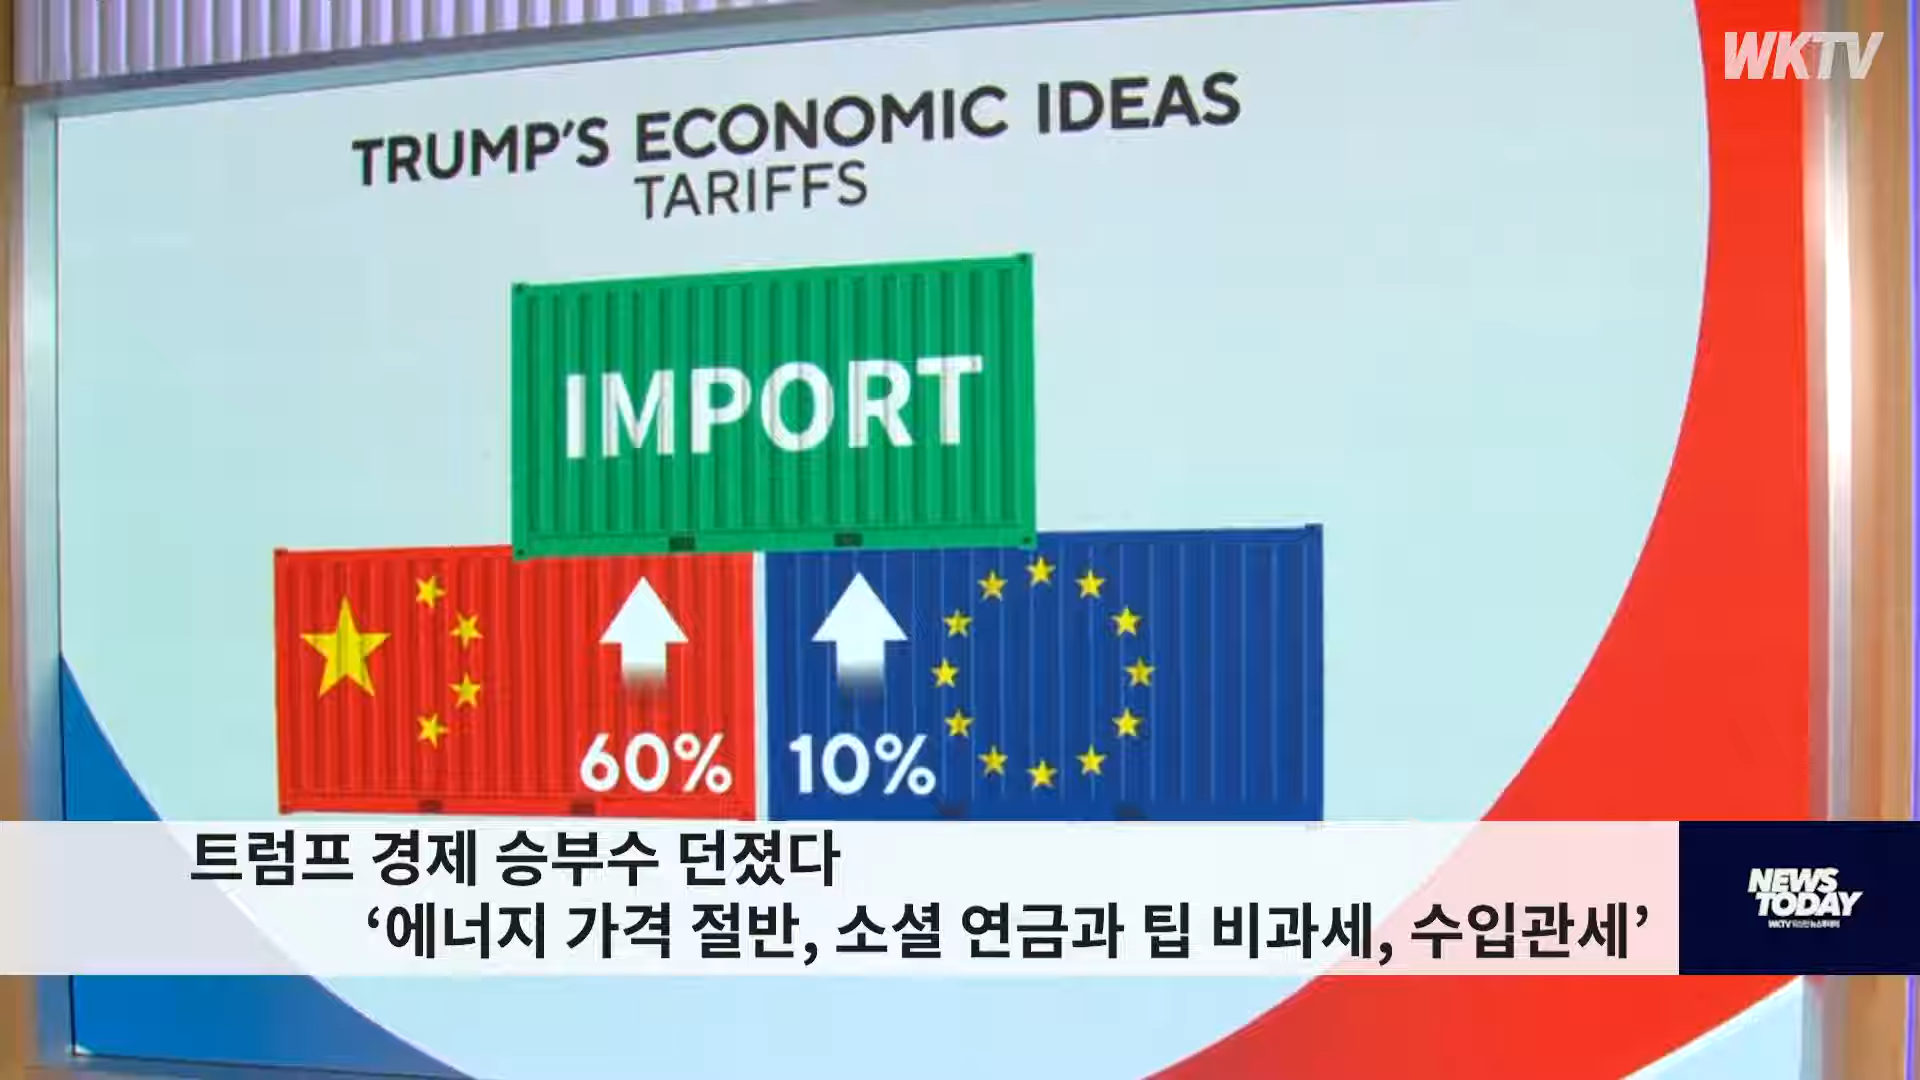 WKTV
TRUMP'S ECONOMIC IDEAS
TARIFFS
IMPORT
60%
10%
트럼프 경제 승부수 던졌다
‘에너지 가격 절반, 소셜 연금과 팁 비과세, 수입관세’
NEWS
TODAY